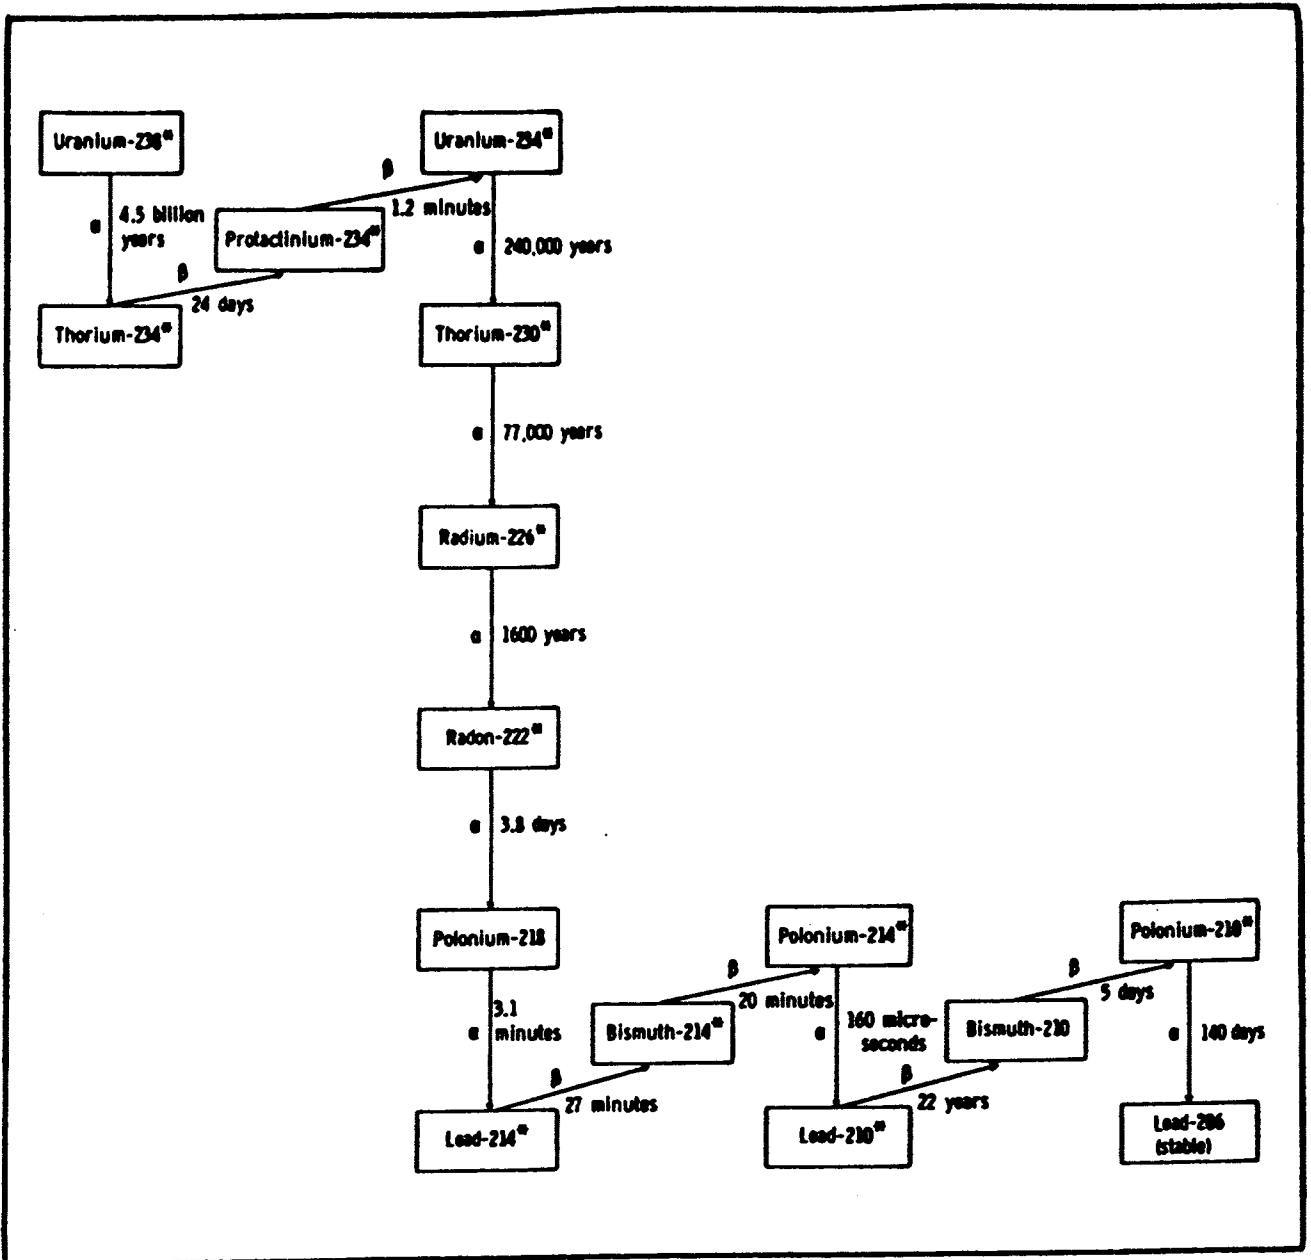 Uranium-238*
Uranium-234*
β
1.2 minutes
α
4.5 billion
years
Protactinium-234*
α
240,000 years
β
24 days
Thorium-234*
Thorium-230*
α
77,000 years
Radium-226*
α
1600 years
Radon-222*
α
3.8 days
Polonium-218
Polonium-214*
Polonium-210*
β
20 minutes
β
5 days
3.1
α
minutes
Bismuth-214*
α
160 micro-
seconds
Bismuth-210
α
140 days
β
27 minutes
β
22 years
Lead-214*
Lead-210*
Lead-206
(stable)